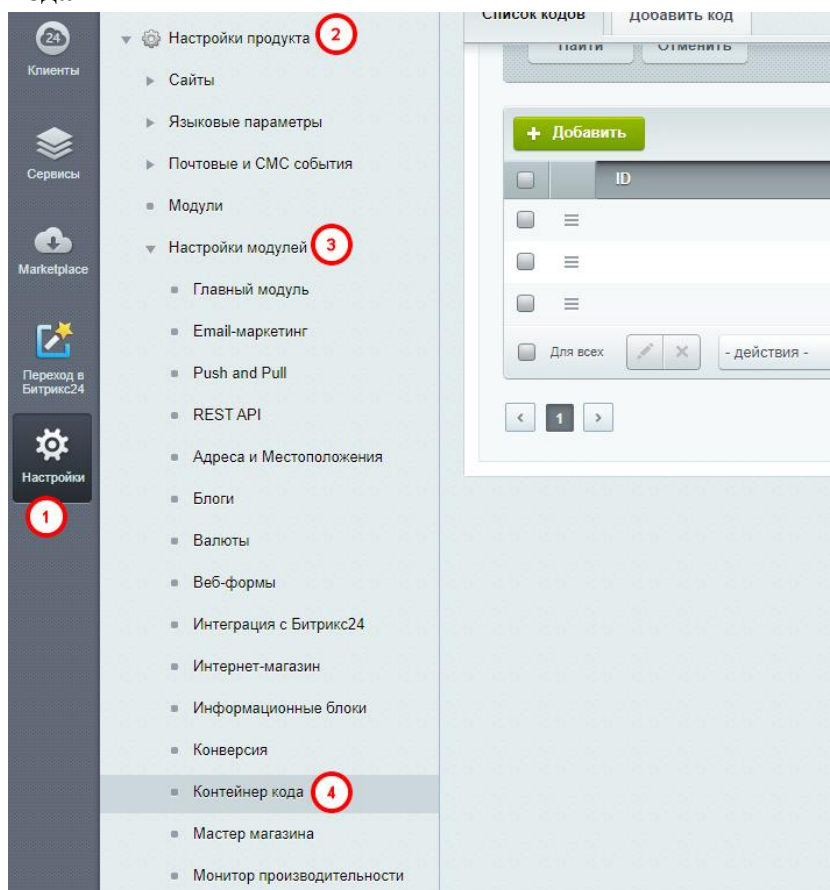 24
Клиенты
Сервисы
Marketplace
Переход в
Битрикс24
Настройки
1
Настройки продукта 2
Сайты
Языковые параметры
Почтовые и СМС события
Модули
Настройки модулей 3
Главный модуль
Email-маркетинг
Push and Pull
REST API
Адреса и Местоположения
Блоги
Валюты
Веб-формы
Интеграция с Битрикс24
Интернет-магазин
Информационные блоки
Конверсия
Контейнер кода 4
Мастер магазина
Монитор производительности
Список кодов Добавить код
Найти Отменить
+ Добавить
ID
Для всех - действия -
1